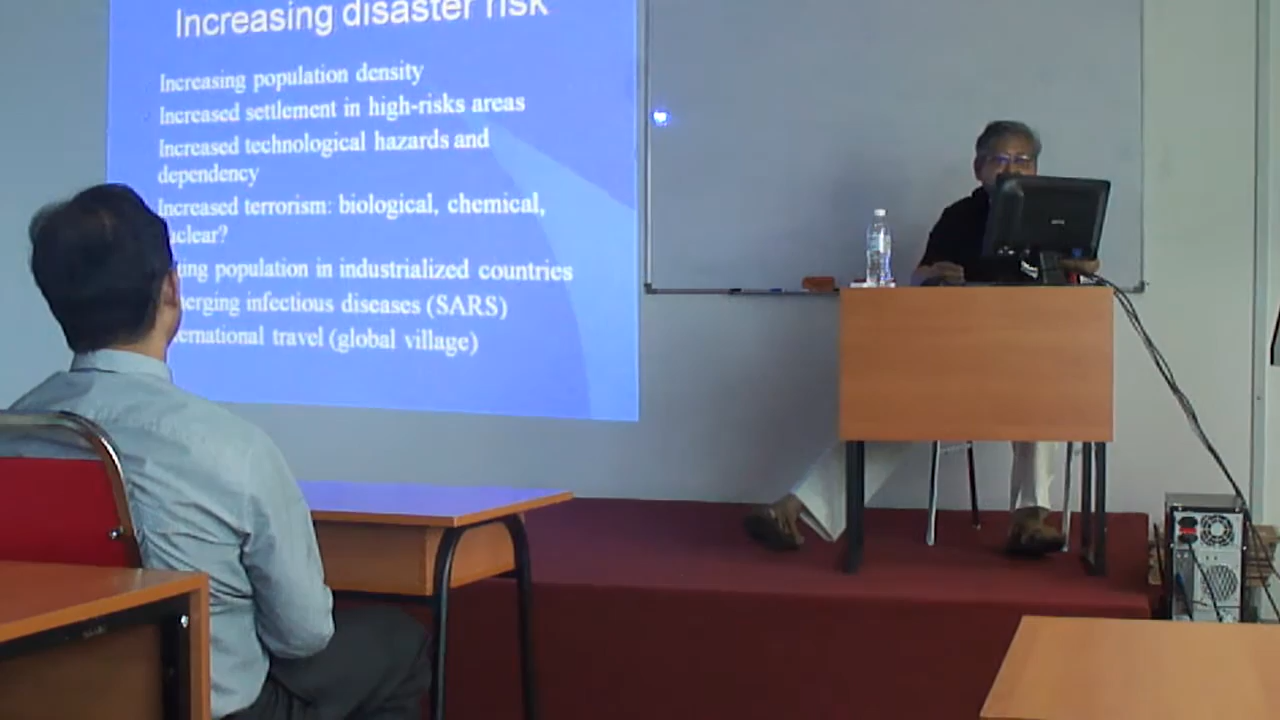 Increasing disaster risk
Increasing population density
Increased settlement in high-risks areas
Increased technological hazards and
dependency
Increased terrorism: biological, chemical,
population in industrialized countries
infectious diseases (SARS)
travel (global village)